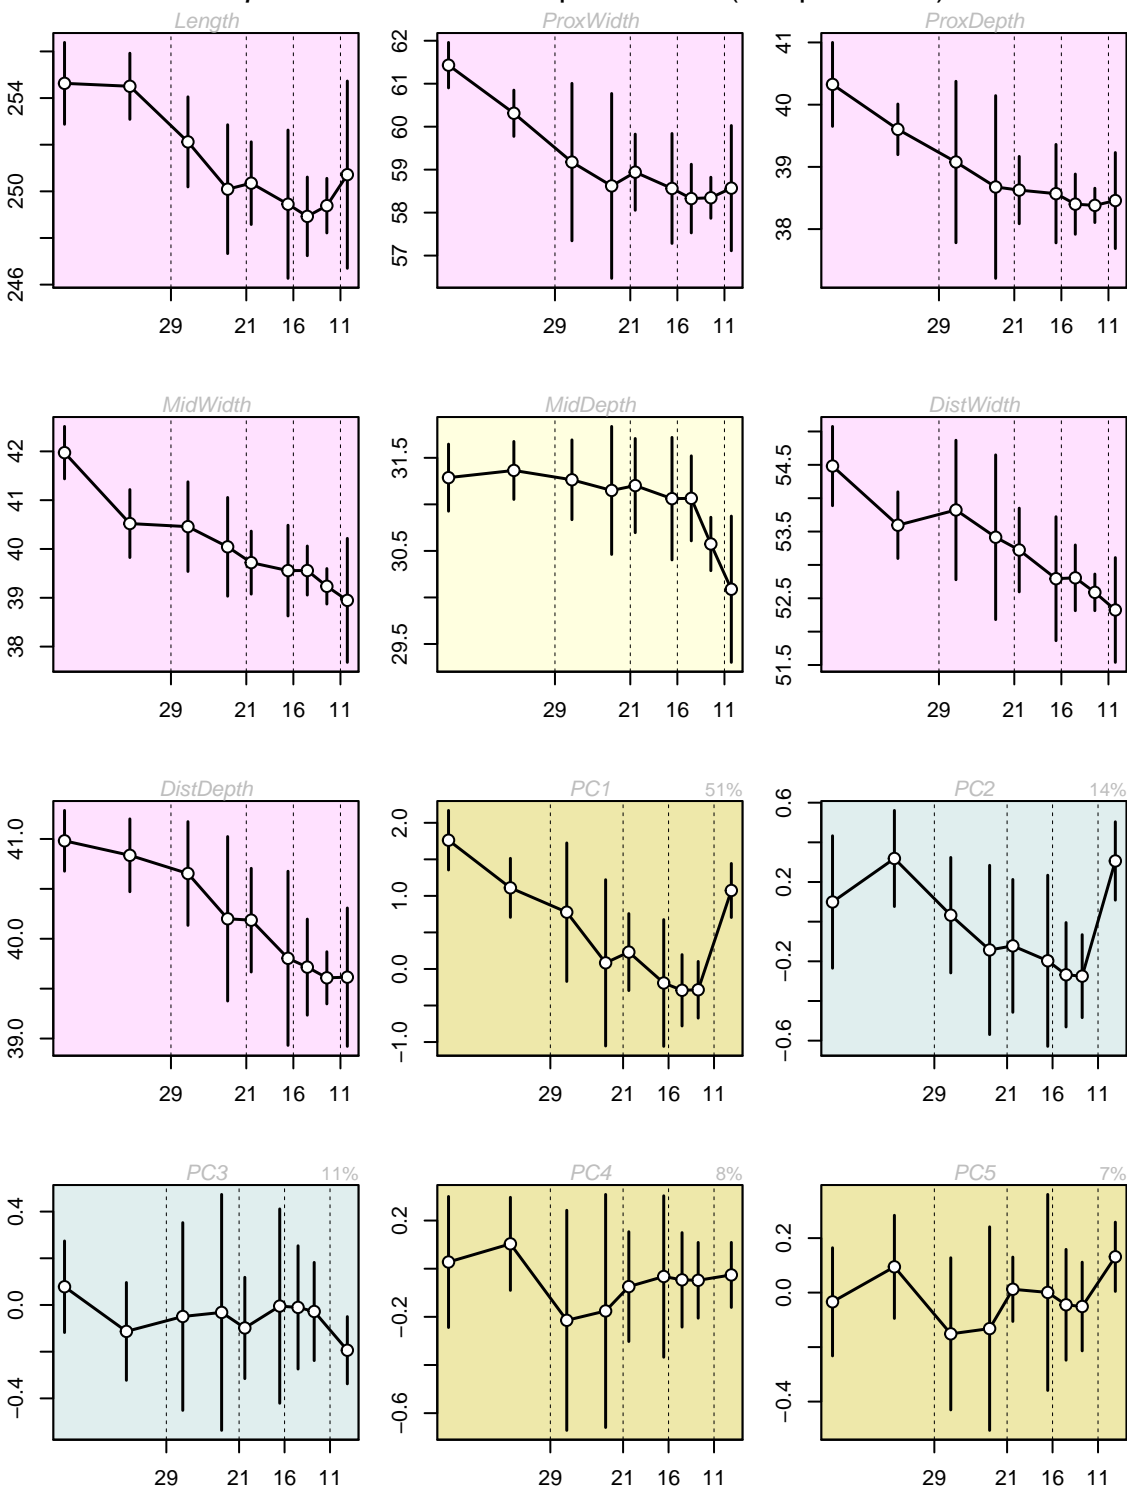 Length ProxWidth ProxDepth
246 250 254
57 58 59 60 61 62
38 39 40 41
29 21 16 11 29 21 16 11 29 21 16 11
MidWidth MidDepth DistWidth
38 39 40 41 42
29.5 30.5 31.5
51.5 52.5 53.5 54.5
29 21 16 11 29 21 16 11 29 21 16 11
DistDepth PC1 51% PC2 14%
39.0 40.0 41.0
−1.0 0.0 1.0 2.0
−0.6 −0.2 0.2 0.6
29 21 16 11 29 21 16 11 29 21 16 11
PC3 11% PC4 8% PC5 7%
−0.4 0.0 0.4
−0.6 −0.2 0.2
−0.4 0.0 0.2
29 21 16 11 29 21 16 11 29 21 16 11